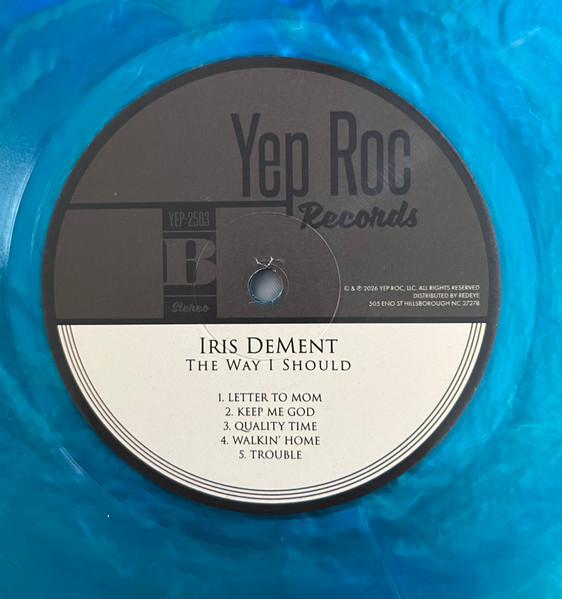 Yep Roc
Records
YEP-2563
B
Stereo
© & ℗ 2026 YEP ROC, LLC. ALL RIGHTS RESERVED
DISTRIBUTED BY REDEYE
505 ENO ST HILLSBOROUGH NC 27278
IRIS DEMENT
THE WAY I SHOULD
1. LETTER TO MOM
2. KEEP ME GOD
3. QUALITY TIME
4. WALKIN' HOME
5. TROUBLE